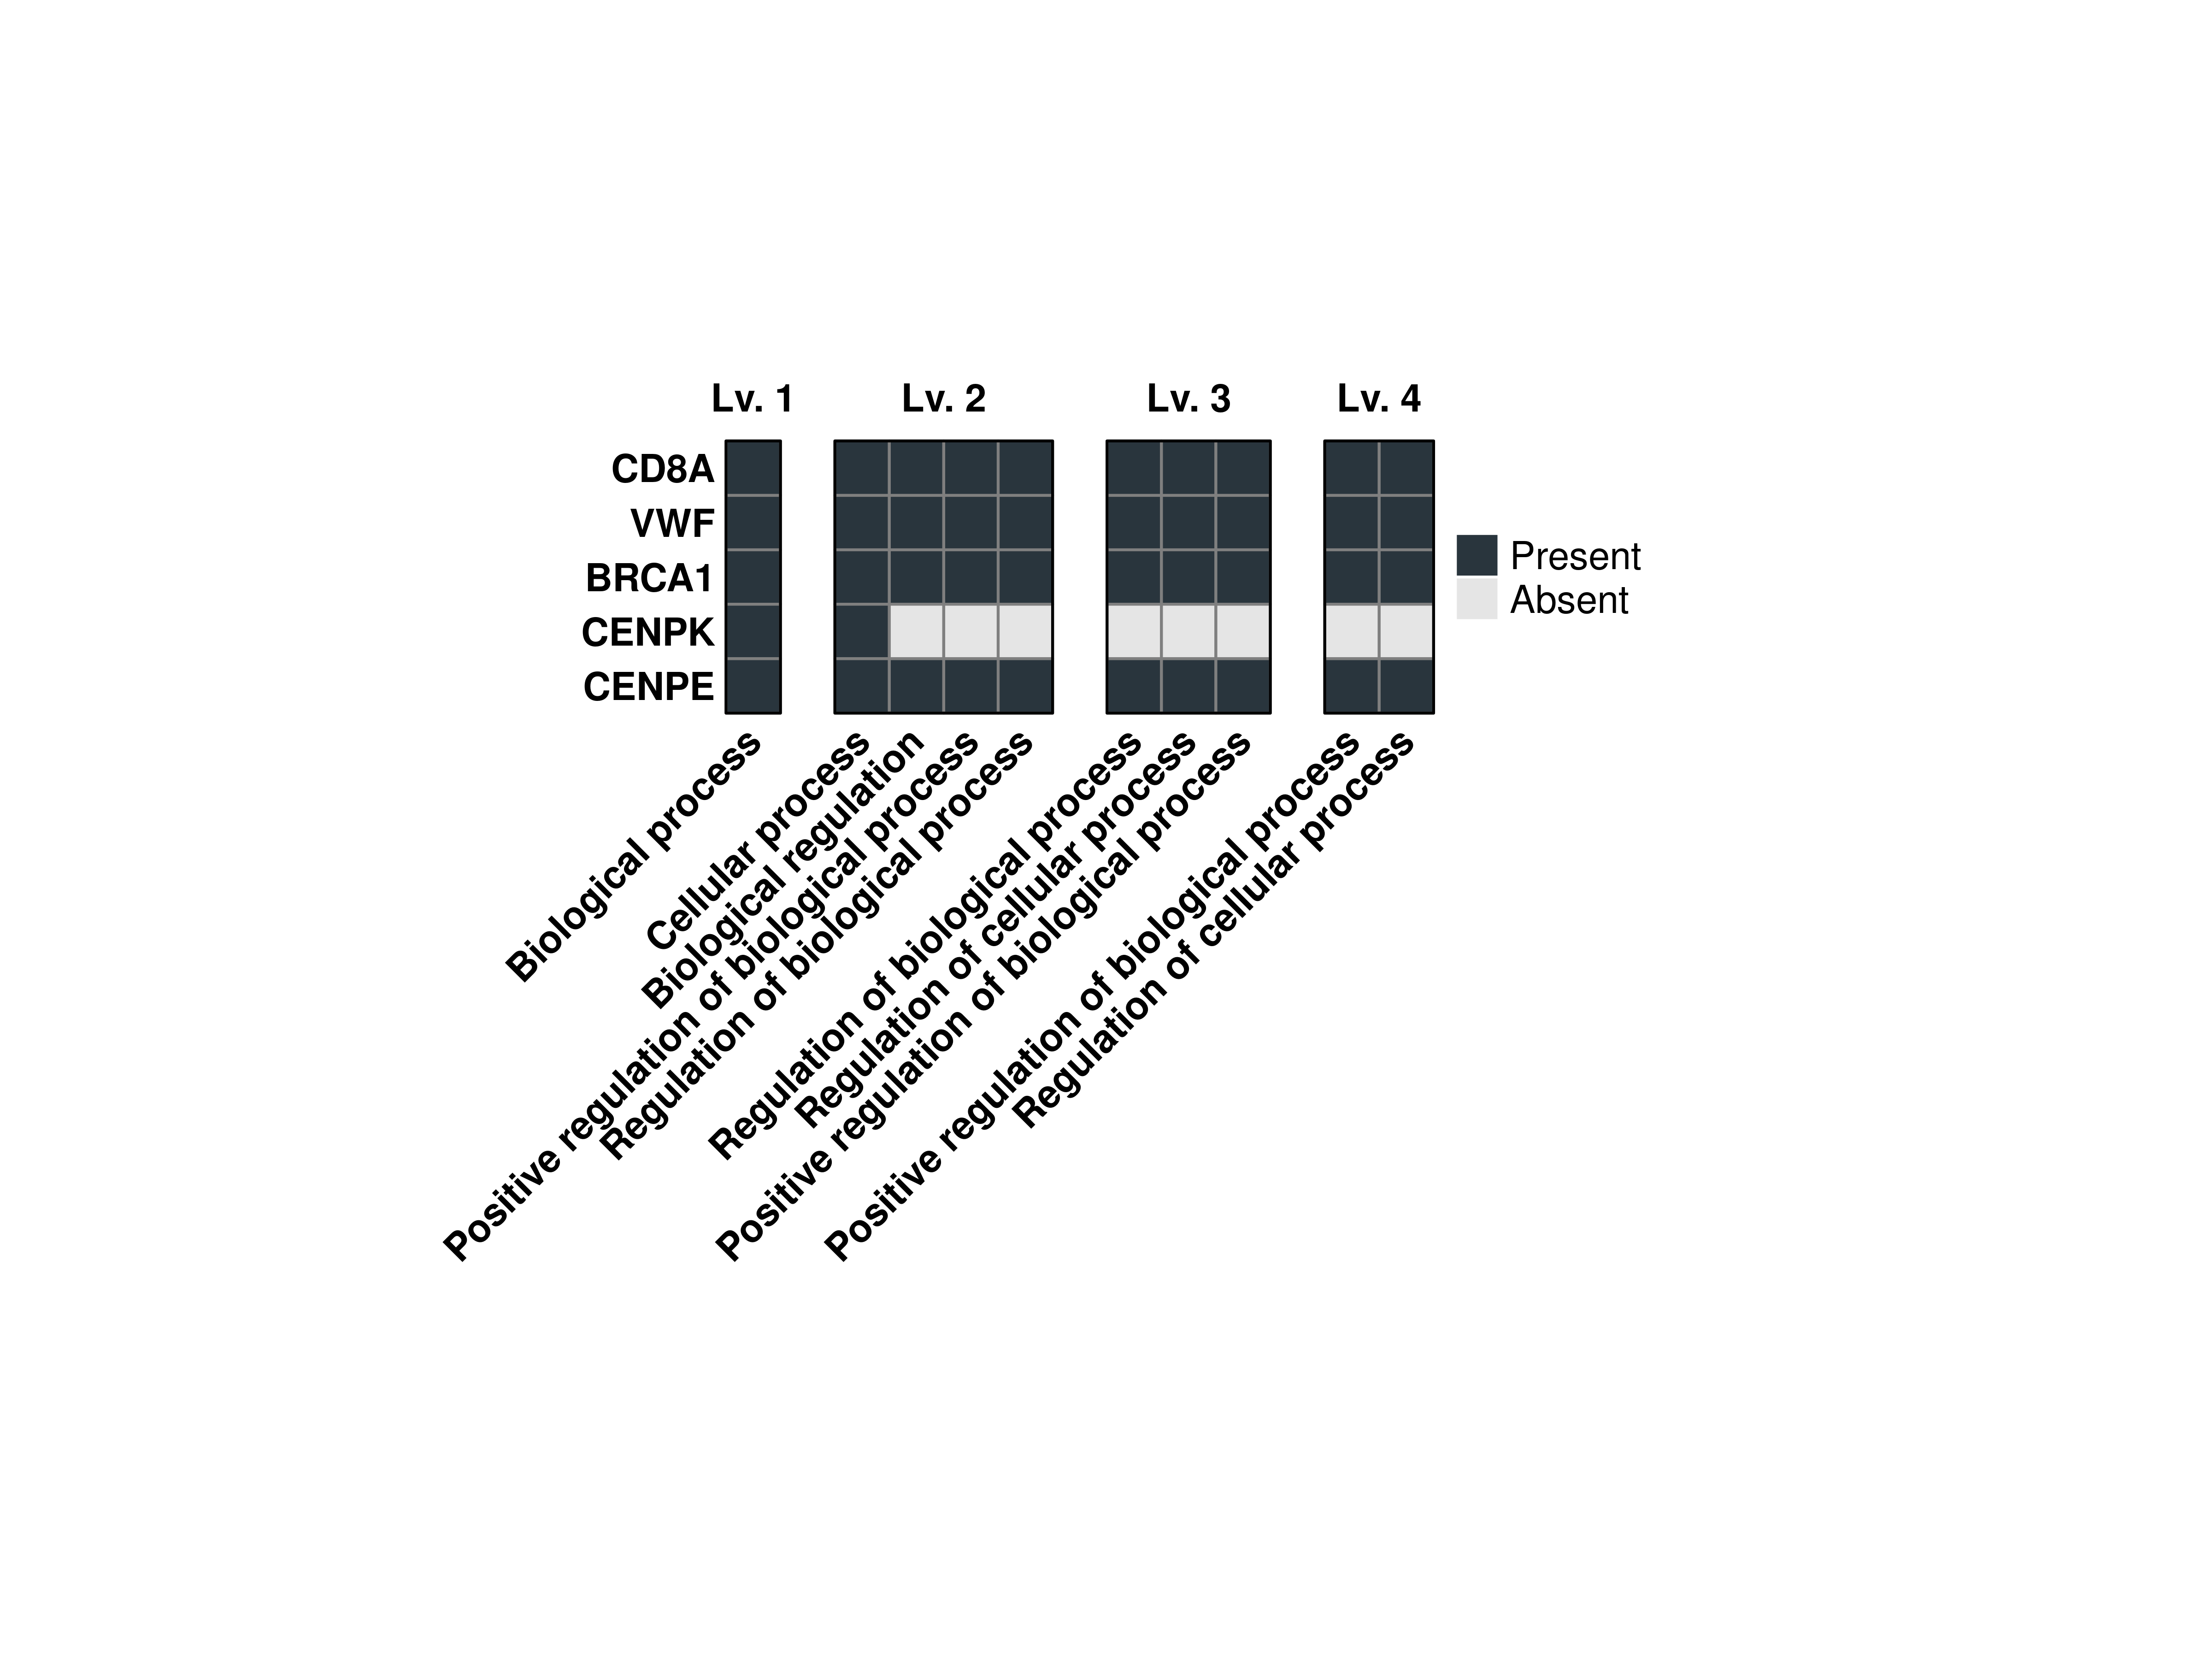 Lv. 1 Lv. 2 Lv. 3 Lv. 4
CD8A
VWF
BRCA1
CENPK
CENPE
Present
Absent
Biological process
Cellular process
Biological regulation
Positive regulation of biological process
Regulation of biological process
Regulation of biological process
Regulation of cellular process
Positive regulation of biological process
Positive regulation of biological process
Regulation of cellular process